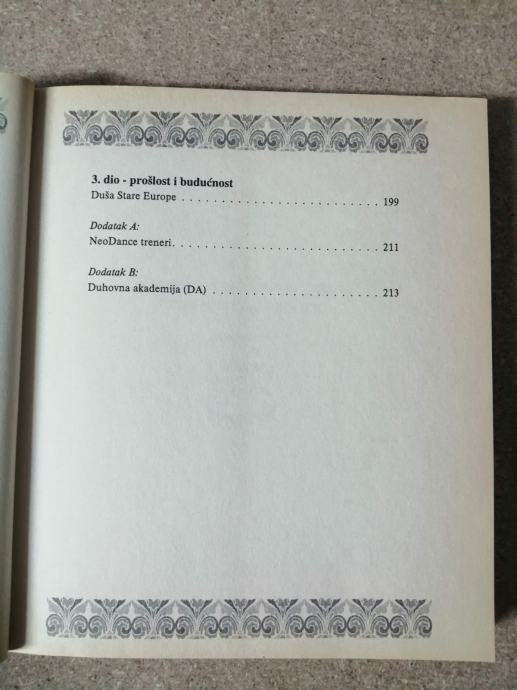 3. dio - prošlost i budućnost
Duša Stare Europe . . . . . . . . . . . . . . . . . . . . . . . . . 199
Dodatak A:
NeoDance treneri. . . . . . . . . . . . . . . . . . . . . . . . . . 211
Dodatak B:
Duhovna akademija (DA) . . . . . . . . . . . . . . . . . . . . . 213